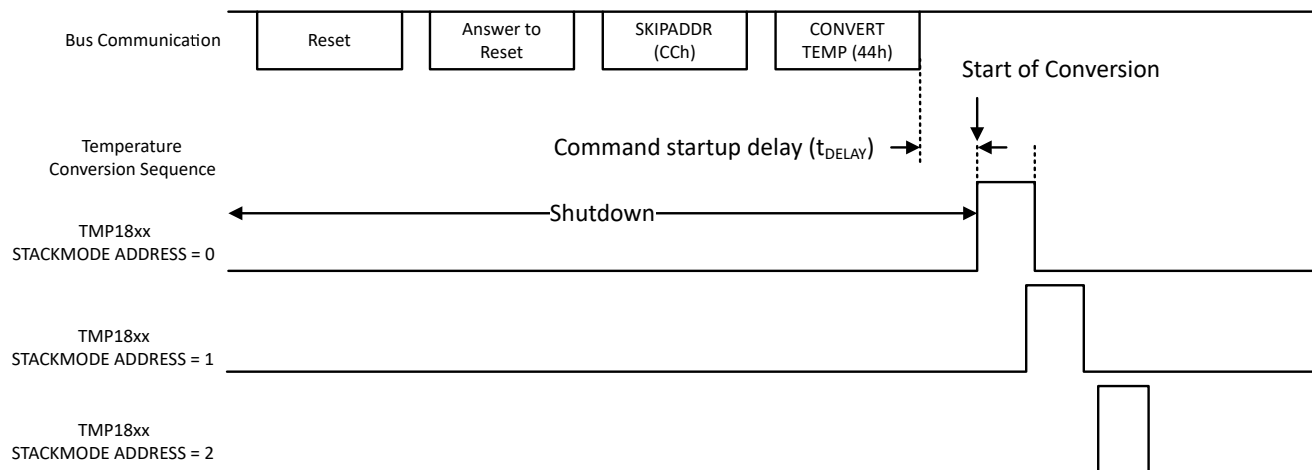 Bus Communication
Reset
Answer to
Reset
SKIPADDR
(CCh)
CONVERT
TEMP (44h)
Start of Conversion
Temperature
Conversion Sequence
Command startup delay (tDELAY)
Shutdown
TMP18xx
STACKMODE ADDRESS = 0
TMP18xx
STACKMODE ADDRESS = 1
TMP18xx
STACKMODE ADDRESS = 2